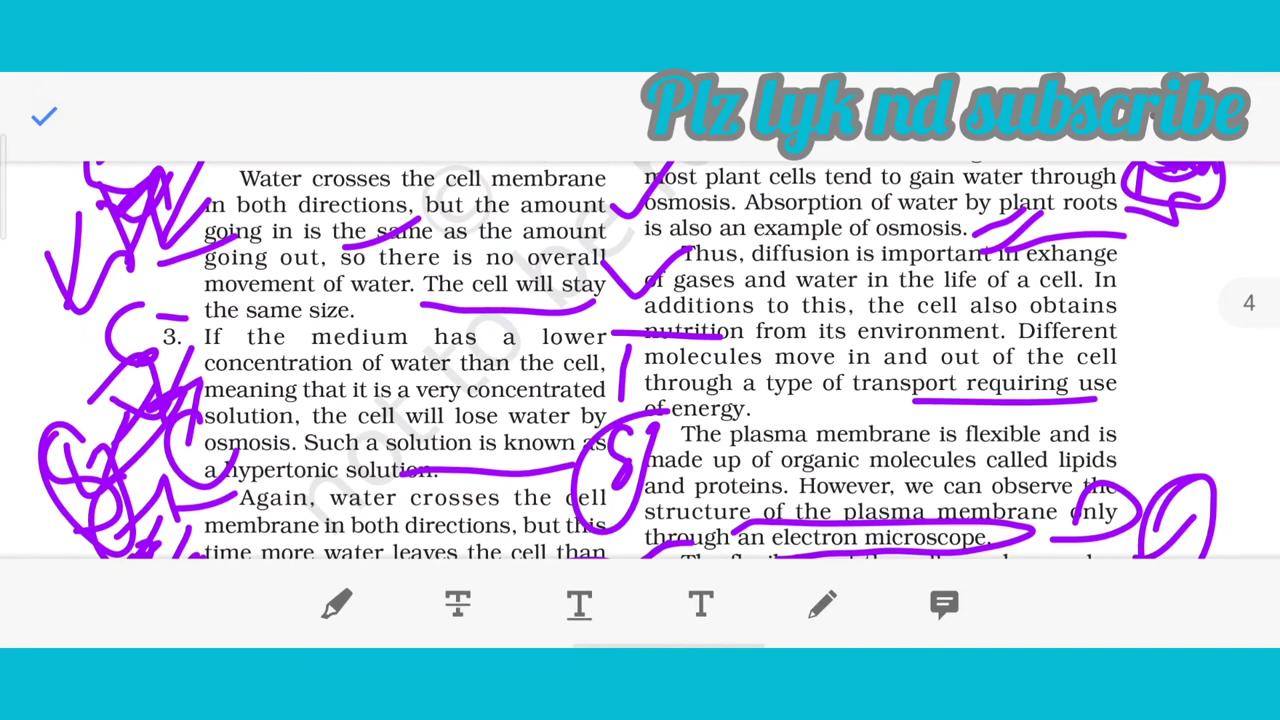 Plz lyk nd subscribe
Water crosses the cell membrane
in both directions, but the amount
going in is the same as the amount
going out, so there is no overall
movement of water. The cell will stay
the same size.
3. If the medium has a lower
concentration of water than the cell,
meaning that it is a very concentrated
solution, the cell will lose water by
osmosis. Such a solution is known as
a hypertonic solution.
Again, water crosses the cell
membrane in both directions, but this
time more water leaves the cell than
most plant cells tend to gain water through
osmosis. Absorption of water by plant roots
is also an example of osmosis.
Thus, diffusion is important in exhange
of gases and water in the life of a cell. In
additions to this, the cell also obtains
nutrition from its environment. Different
molecules move in and out of the cell
through a type of transport requiring use
of energy.
The plasma membrane is flexible and is
made up of organic molecules called lipids
and proteins. However, we can observe the
structure of the plasma membrane only
through an electron microscope.
4